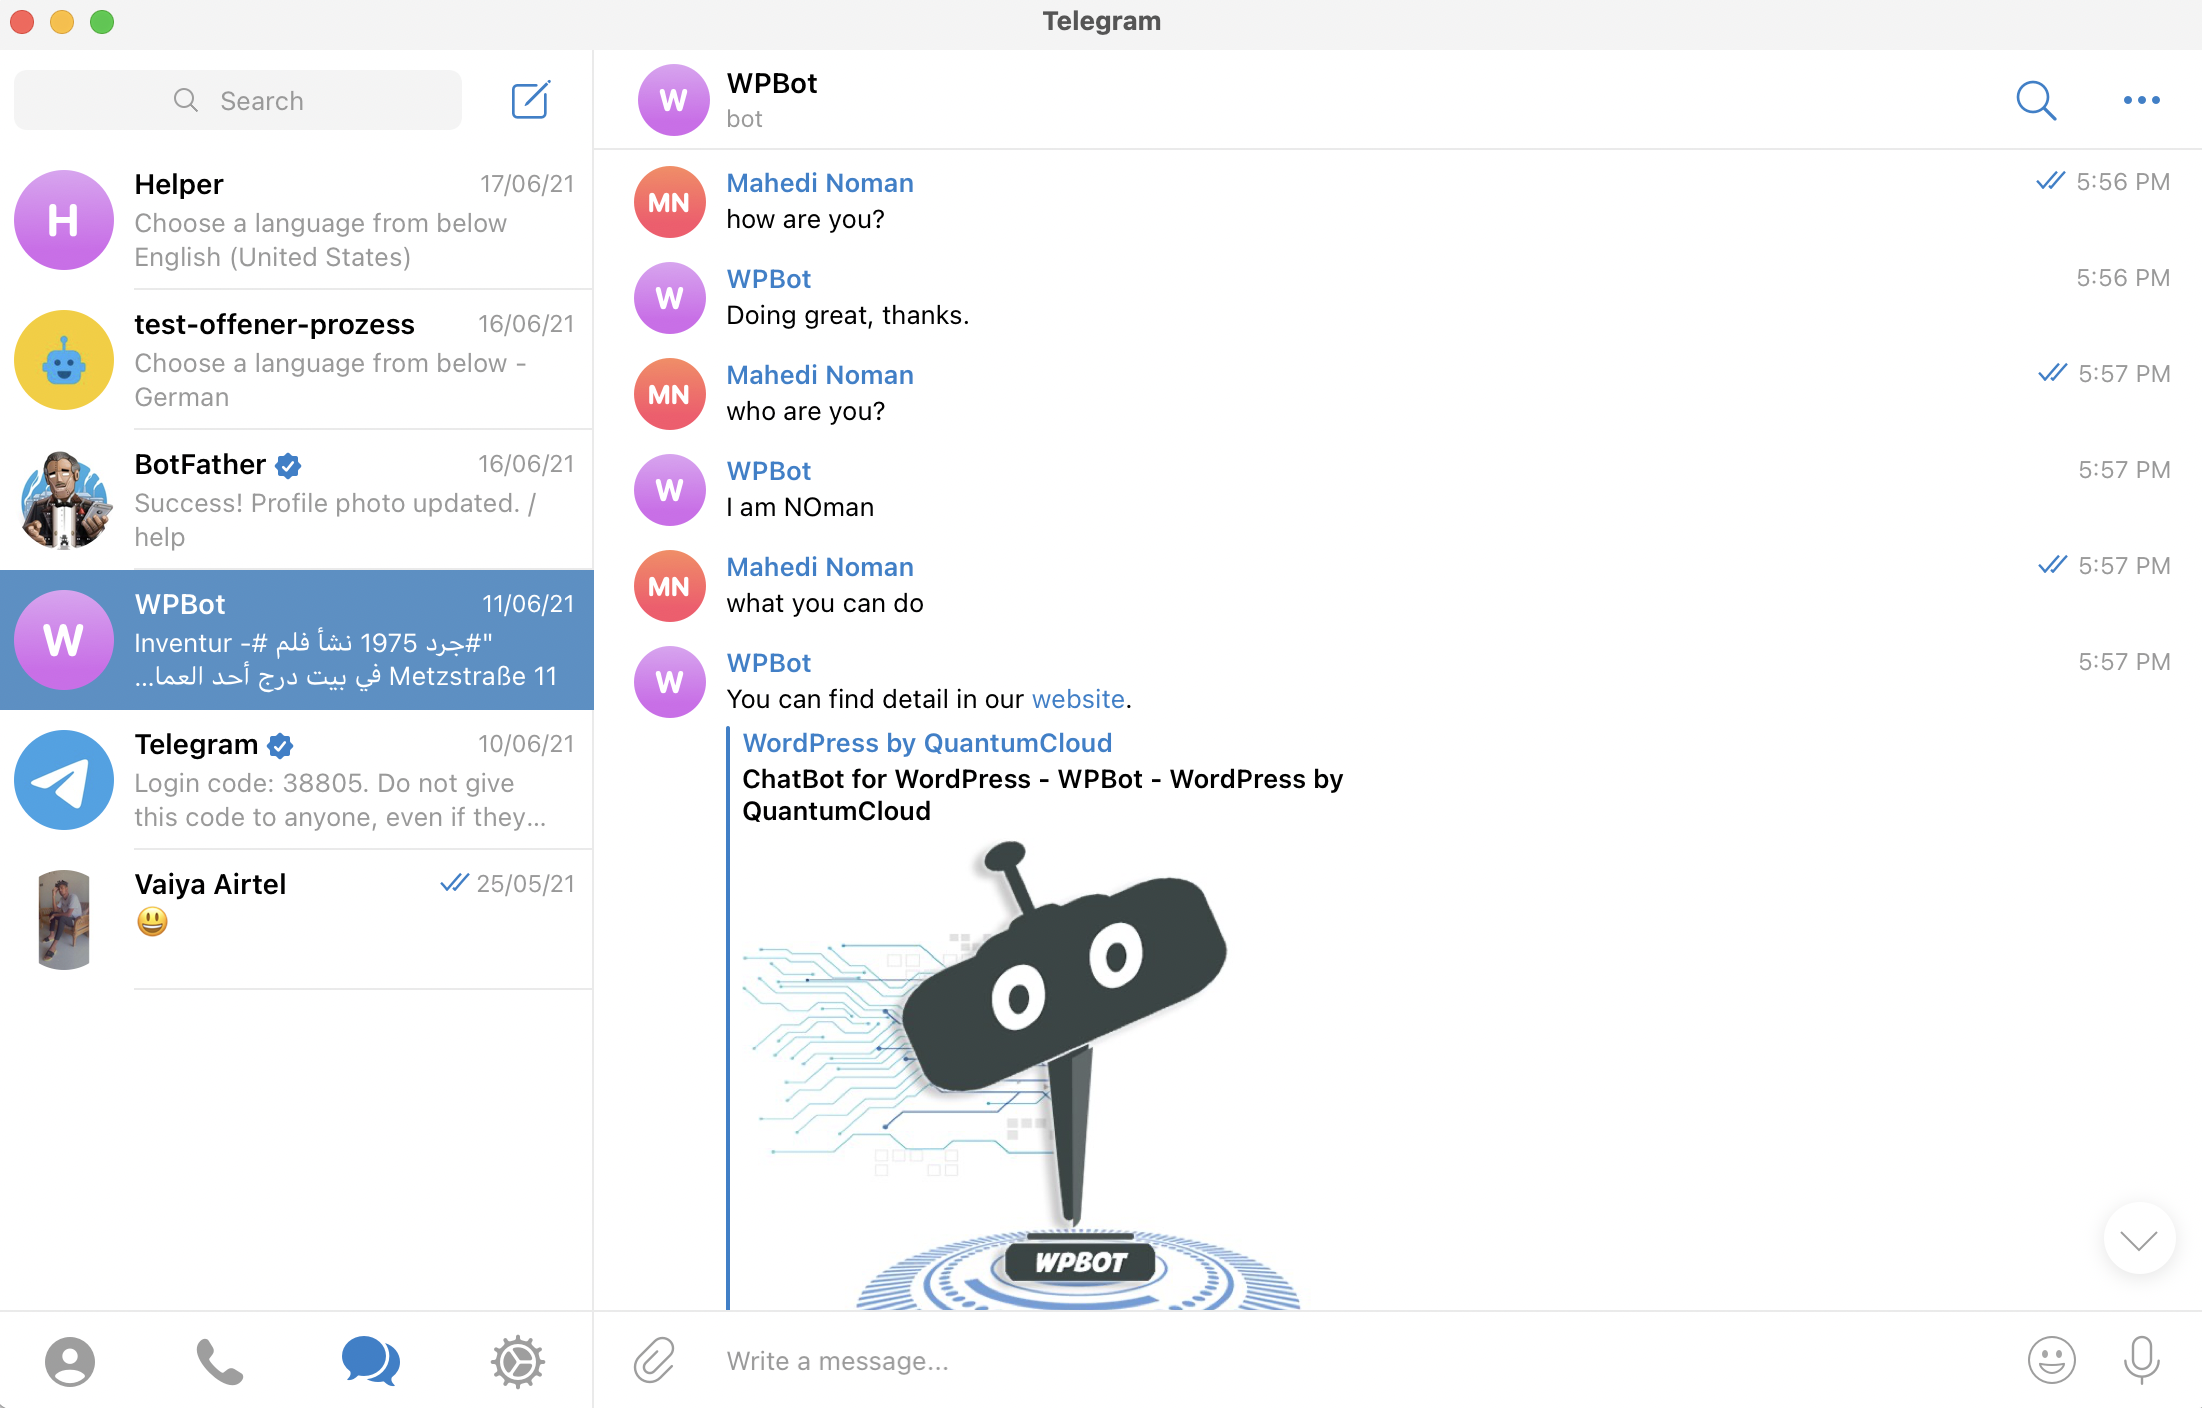 Telegram
Search
H
Helper
17/06/21
Choose a language from below
English (United States)
test-offener-prozess
16/06/21
Choose a language from below -
German
BotFather
16/06/21
Success! Profile photo updated. /
help
W
WPBot
11/06/21
"#جرد 1975 نشأ فلم #- Inventur
Metzstraße 11 في بيت درج أحد العما...
Telegram
10/06/21
Login code: 38805. Do not give
this code to anyone, even if they...
Vaiya Airtel
25/05/21
W
WPBot
bot
MN
Mahedi Noman
5:56 PM
how are you?
W
WPBot
5:56 PM
Doing great, thanks.
MN
Mahedi Noman
5:57 PM
who are you?
W
WPBot
5:57 PM
I am NOman
MN
Mahedi Noman
5:57 PM
what you can do
W
WPBot
5:57 PM
You can find detail in our website.
WordPress by QuantumCloud
ChatBot for WordPress - WPBot - WordPress by
QuantumCloud
WPBOT
Write a message...